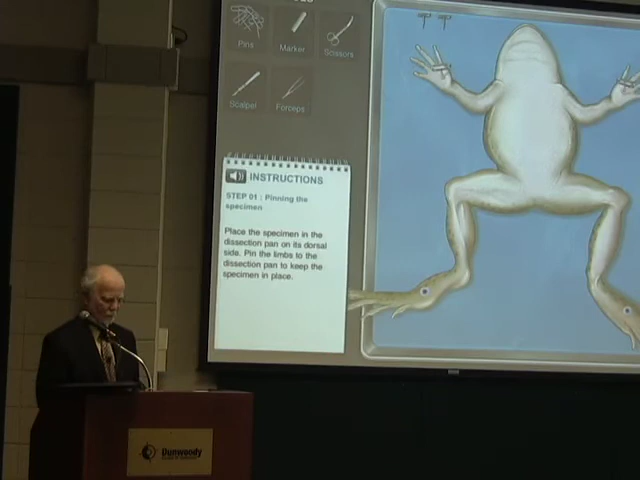 Pins
Marker
Scissors
Scalpel
Forceps
INSTRUCTIONS
STEP 01 : Pinning the
specimen
Place the specimen in the
dissection pan on its dorsal
side. Pin the limbs to the
dissection pan to keep the
specimen in place.
Dunwoody